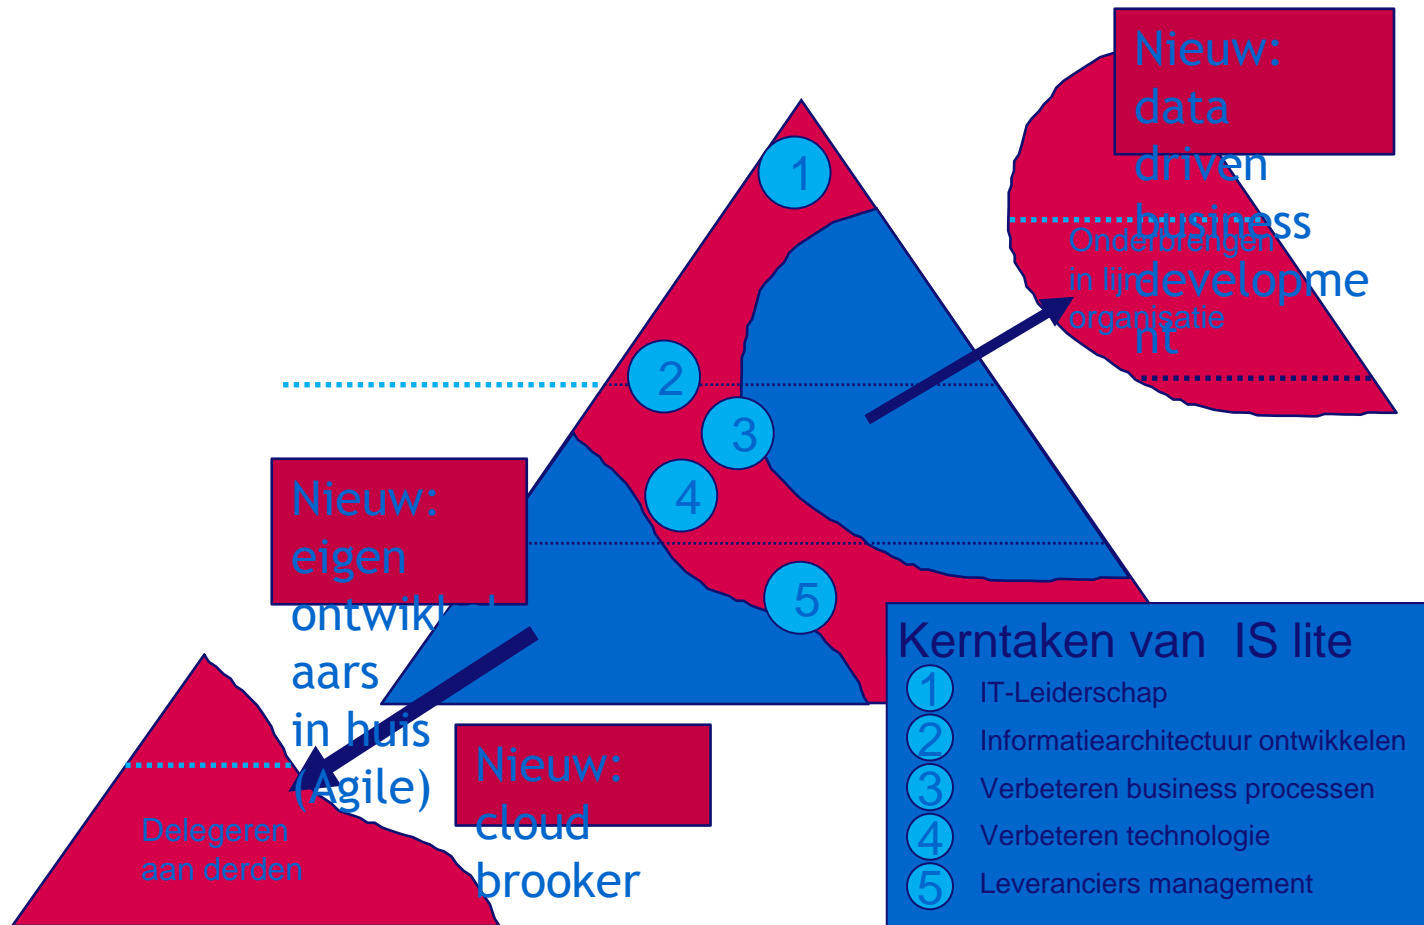 Nieuw:
data
driven
business
developme
nt
Onderbrengen
in lijn
organisatie
1
2
3
4
5
Nieuw:
eigen
ontwikkel
aars
in huis
(Agile)
Nieuw:
cloud
brooker
Delegeren
aan derden
Kerntaken van IS lite
1 IT-Leiderschap
2 Informatiearchitectuur ontwikkelen
3 Verbeteren business processen
4 Verbeteren technologie
5 Leveranciers management